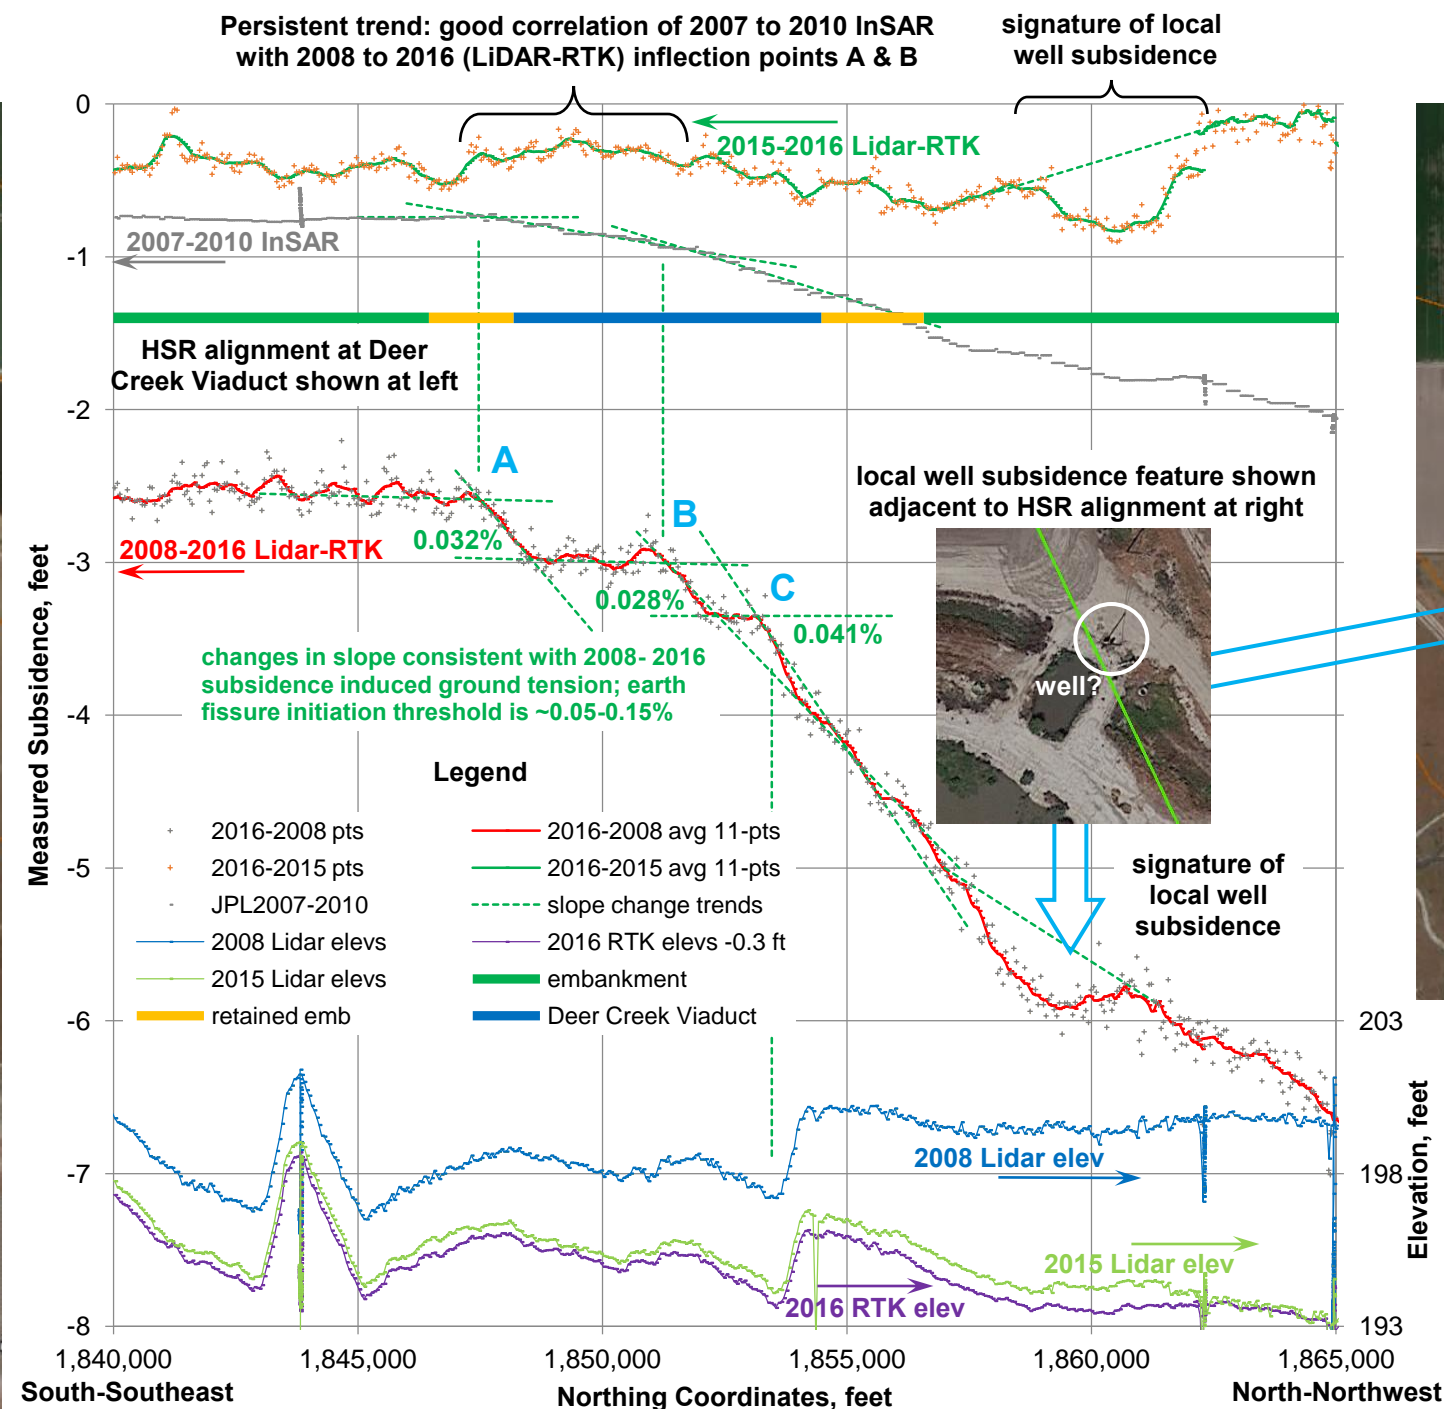 Persistent trend: good correlation of 2007 to 2010 InSAR
with 2008 to 2016 (LiDAR-RTK) inflection points A & B
signature of local
well subsidence
0
2015-2016 Lidar-RTK
2007-2010 InSAR
-1
HSR alignment at Deer
Creek Viaduct shown at left
-2
A
local well subsidence feature shown
adjacent to HSR alignment at right
B
0.032%
2008-2016 Lidar-RTK
-3
C
0.028%
0.041%
changes in slope consistent with 2008- 2016
subsidence induced ground tension; earth
fissure initiation threshold is ~0.05-0.15%
well?
-4
Legend
2016-2008 pts
2016-2008 avg 11-pts
2016-2015 pts
2016-2015 avg 11-pts
JPL2007-2010
slope change trends
2008 Lidar elevs
2016 RTK elevs -0.3 ft
2015 Lidar elevs
embankment
retained emb
Deer Creek Viaduct
-5
signature of
local well
subsidence
Measured Subsidence, feet
-6
203
2008 Lidar elev
-7
198
Elevation, feet
2015 Lidar elev
2016 RTK elev
-8
193
1,840,000
1,845,000
1,850,000
1,855,000
1,860,000
1,865,000
South-Southeast
Northing Coordinates, feet
North-Northwest